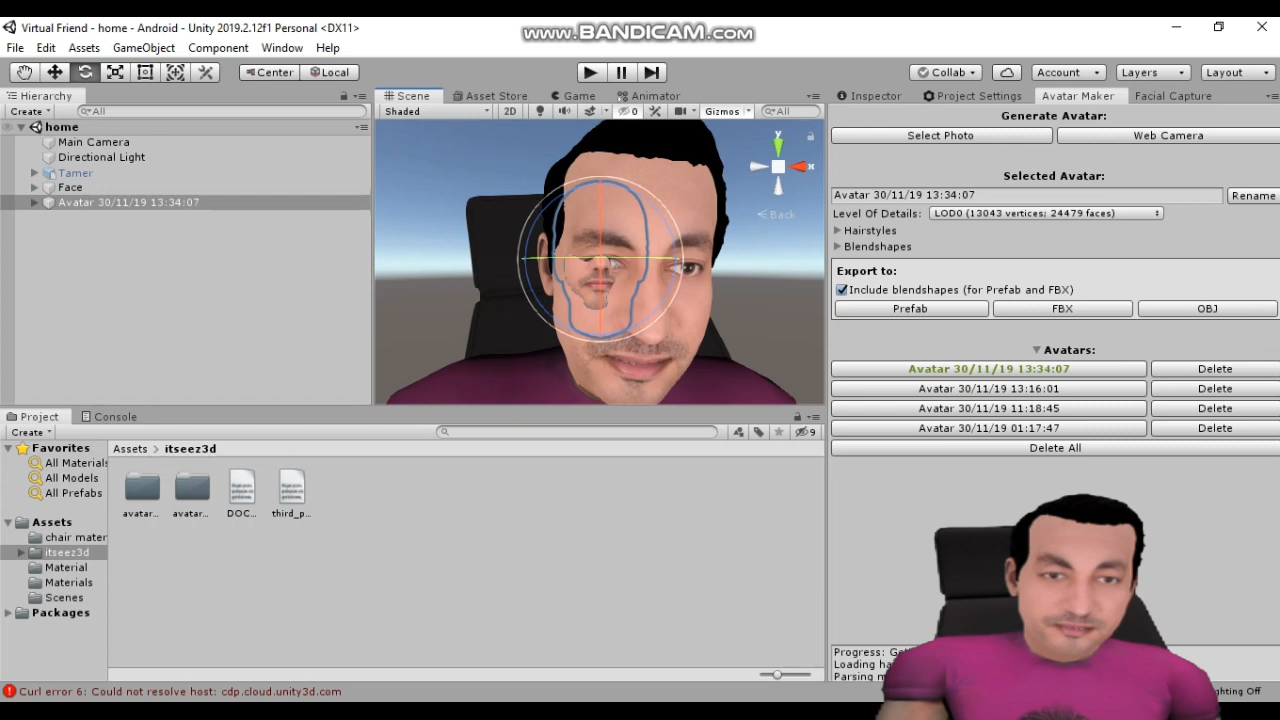 Virtual Friend - home - Android - Unity 2019.2.12f1 Personal <DX11>
www.BANDICAM.com
File Edit Assets GameObject Component Window Help
Center Local
Collab Account Layers Layout
Hierarchy
Create All
home
Main Camera
Directional Light
Tamer
Face
Avatar 30/11/19 13:34:07
Scene Asset Store Game Animator
Shaded 2D 0 Gizmos All
y
x
Back
Inspector Project Settings Avatar Maker Facial Capture
Generate Avatar:
Select Photo Web Camera
Selected Avatar:
Avatar 30/11/19 13:34:07 Rename
Level Of Details: LOD0 (13043 vertices; 24479 faces)
Hairstyles
Blendshapes
Export to:
Include blendshapes (for Prefab and FBX)
Prefab FBX OBJ
Avatars:
Avatar 30/11/19 13:34:07 Delete
Avatar 30/11/19 13:16:01 Delete
Avatar 30/11/19 11:18:45 Delete
Avatar 30/11/19 01:17:47 Delete
Delete All
Project Console
Create 9
Favorites
All Materials
All Models
All Prefabs
Assets
chair mater
itseez3d
Material
Materials
Scenes
Packages
Assets > itseez3d
avatar... avatar... DOC... third_p...
Progress:
Loading
Parsing
Curl error 6: Could not resolve host: cdp.cloud.unity3d.com
ghting Off